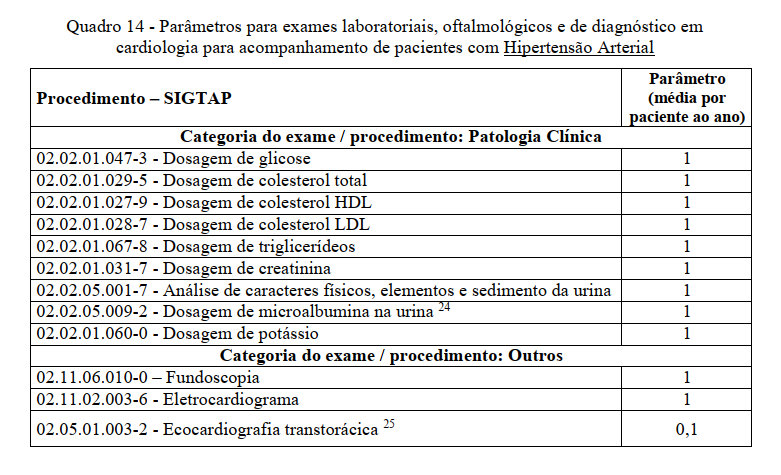 Quadro 14 - Parâmetros para exames laboratoriais, oftalmológicos e de diagnóstico em
cardiologia para acompanhamento de pacientes com Hipertensão Arterial
Procedimento – SIGTAP
Parâmetro
(média por
paciente ao ano)
Categoria do exame / procedimento: Patologia Clínica
02.02.01.047-3 - Dosagem de glicose 1
02.02.01.029-5 - Dosagem de colesterol total 1
02.02.01.027-9 - Dosagem de colesterol HDL 1
02.02.01.028-7 - Dosagem de colesterol LDL 1
02.02.01.067-8 - Dosagem de triglicerídeos 1
02.02.01.031-7 - Dosagem de creatinina 1
02.02.05.001-7 - Análise de caracteres físicos, elementos e sedimento da urina 1
02.02.05.009-2 - Dosagem de microalbumina na urina 24 1
02.02.01.060-0 - Dosagem de potássio 1
Categoria do exame / procedimento: Outros
02.11.06.010-0 – Fundoscopia 1
02.11.02.003-6 - Eletrocardiograma 1
02.05.01.003-2 - Ecocardiografia transtorácica 25 0,1